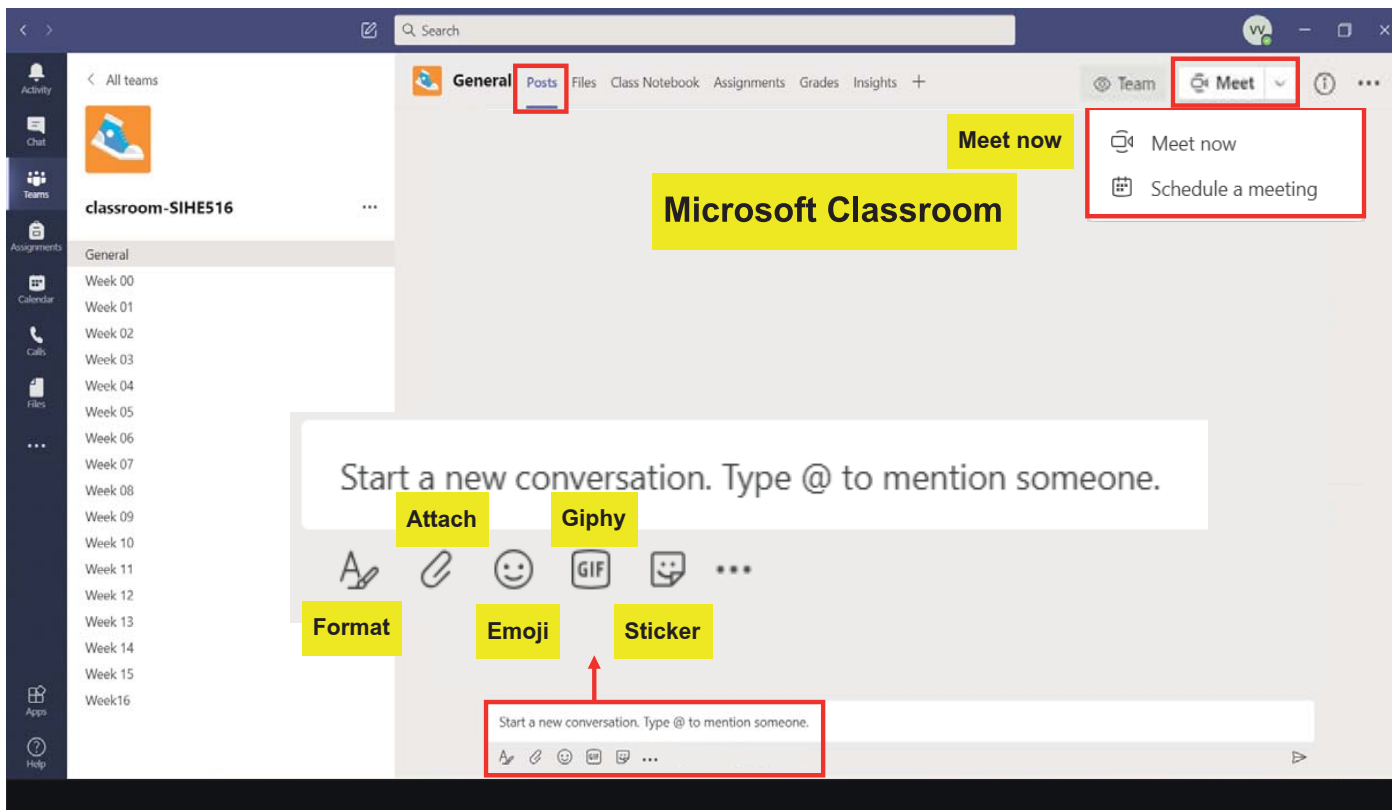 Search
VV
Activity
Chat
Teams
Assignments
Calendar
Calls
Files
Apps
Help
All teams
classroom-SIHE516
General
Week 00
Week 01
Week 02
Week 03
Week 04
Week 05
Week 06
Week 07
Week 08
Week 09
Week 10
Week 11
Week 12
Week 13
Week 14
Week 15
Week16
General Posts Files Class Notebook Assignments Grades Insights
Team
Meet
Meet now
Meet now
Schedule a meeting
Microsoft Classroom
Start a new conversation. Type @ to mention someone.
Attach
Giphy
GIF
Format
Emoji
Sticker
Start a new conversation. Type @ to mention someone.
GIF